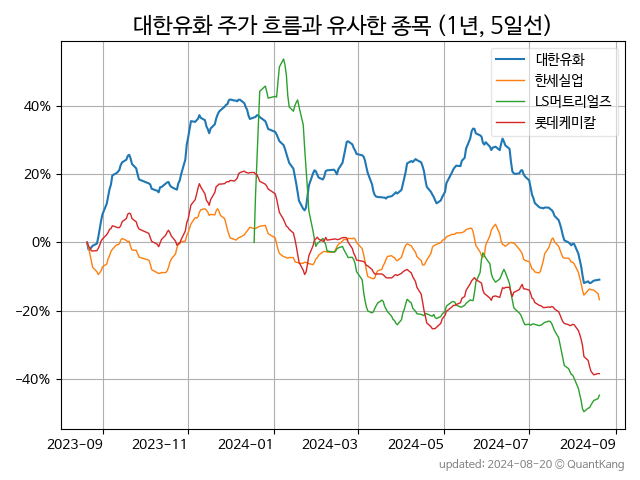 대한유화 주가 흐름과 유사한 종목 (1년, 5일선)
대한유화
한세실업
LS머트리얼즈
롯데케미칼
40%
20%
0%
−20%
−40%
2023-09 2023-11 2024-01 2024-03 2024-05 2024-07 2024-09
updated: 2024-08-20 © QuantKang